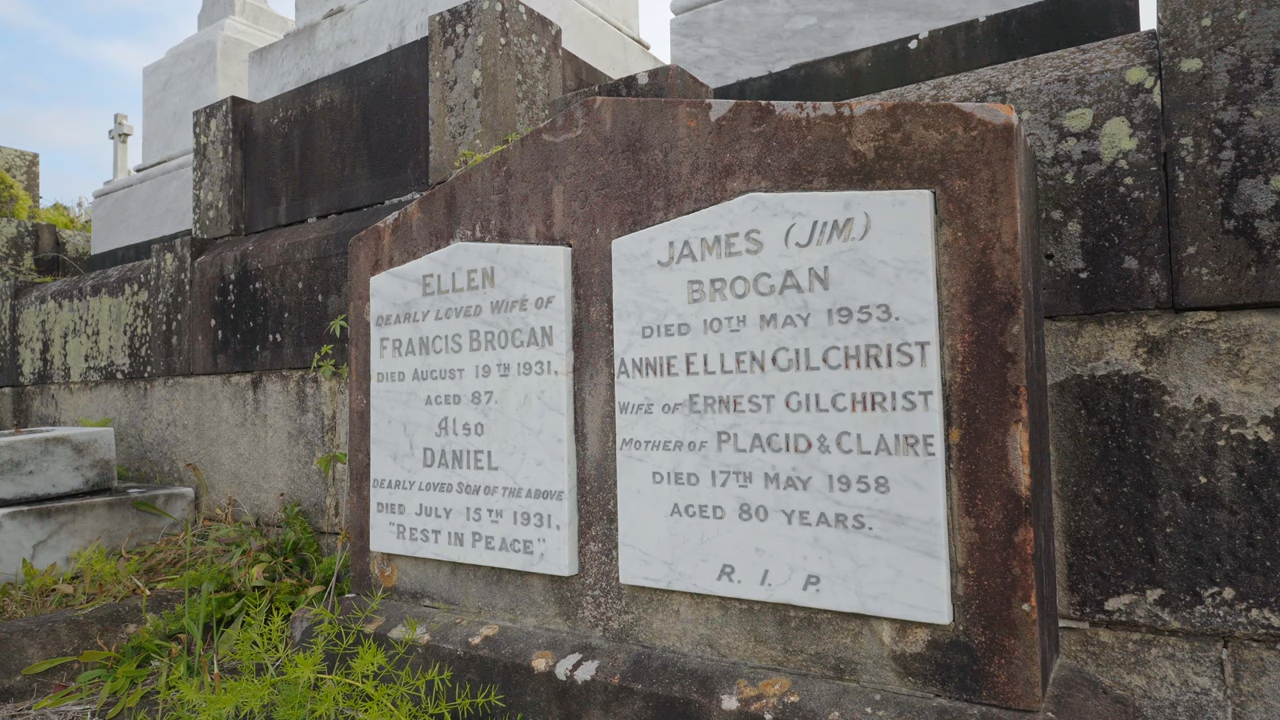 ELLEN
DEARLY LOVED WIFE OF
FRANCIS BROGAN
DIED AUGUST 19TH 1931,
AGED 87.
Also
DANIEL
DEARLY LOVED SON OF THE ABOVE
DIED JULY 15TH 1931,
"REST IN PEACE".
JAMES (JIM.)
BROGAN
DIED 10TH MAY 1953.
ANNIE ELLEN GILCHRIST
WIFE OF ERNEST GILCHRIST
MOTHER OF PLACID & CLAIRE
DIED 17TH MAY 1958
AGED 80 YEARS.
R. I. P.